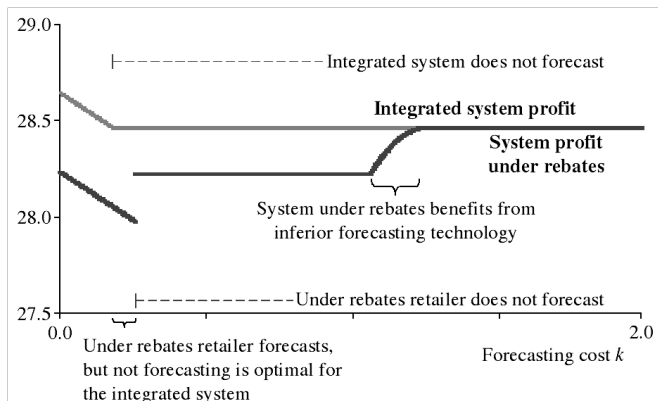 29.0
Integrated system does not forecast
Integrated system profit
28.5
System profit
under rebates
System under rebates benefits from
inferior forecasting technology
28.0
Under rebates retailer does not forecast
27.5
0.0
2.0
Under rebates retailer forecasts,
but not forecasting is optimal for
the integrated system
Forecasting cost k